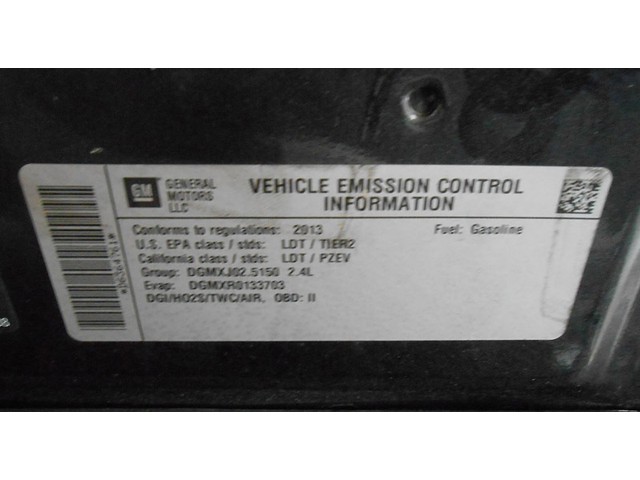 GM
GENERAL
MOTORS
LLC
VEHICLE EMISSION CONTROL
INFORMATION
Conforms to regulations: 2013
Fuel: Gasoline
U.S. EPA class / stds: LDT / TIER2
California class / stds: LDT / PZEV
Group: DGMXJ02.5150 2.4L
Evap: DGMXR0133703
DGI/HO2S/TWC/AIR, OBD: II